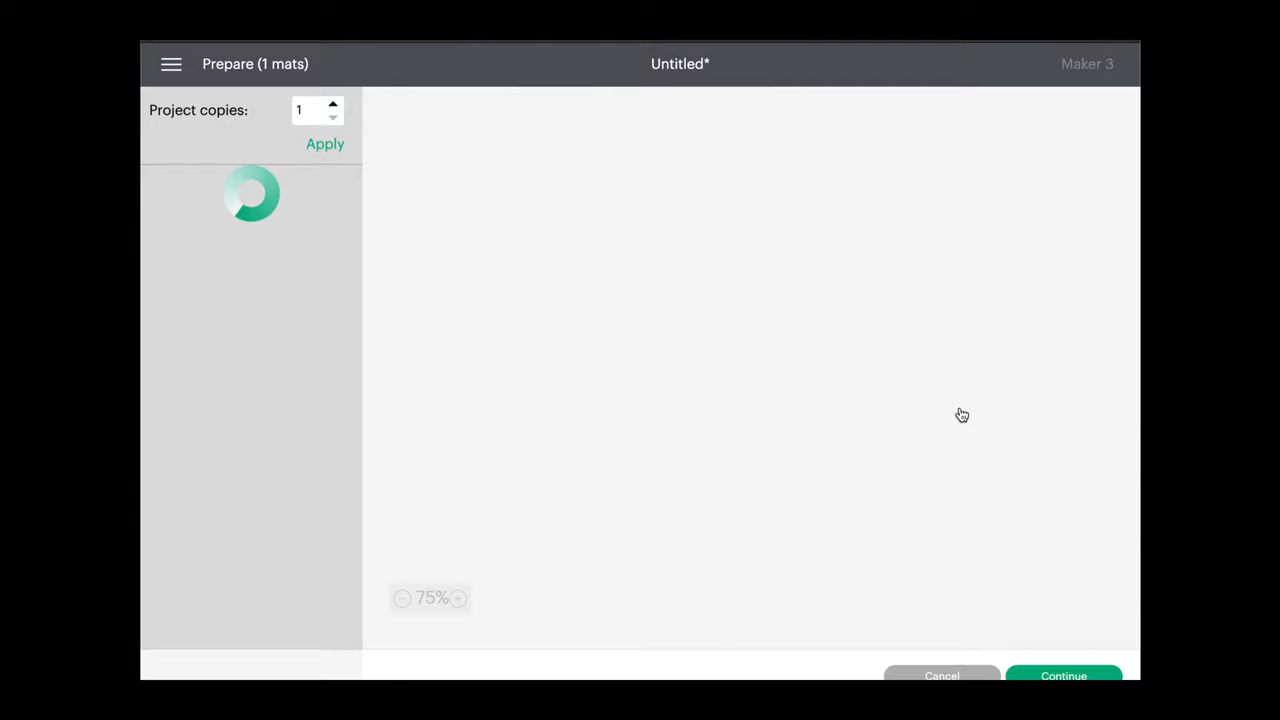 Prepare (1 mats)
Untitled*
Maker 3
Project copies:
1
Apply
75%
Cancel
Continue